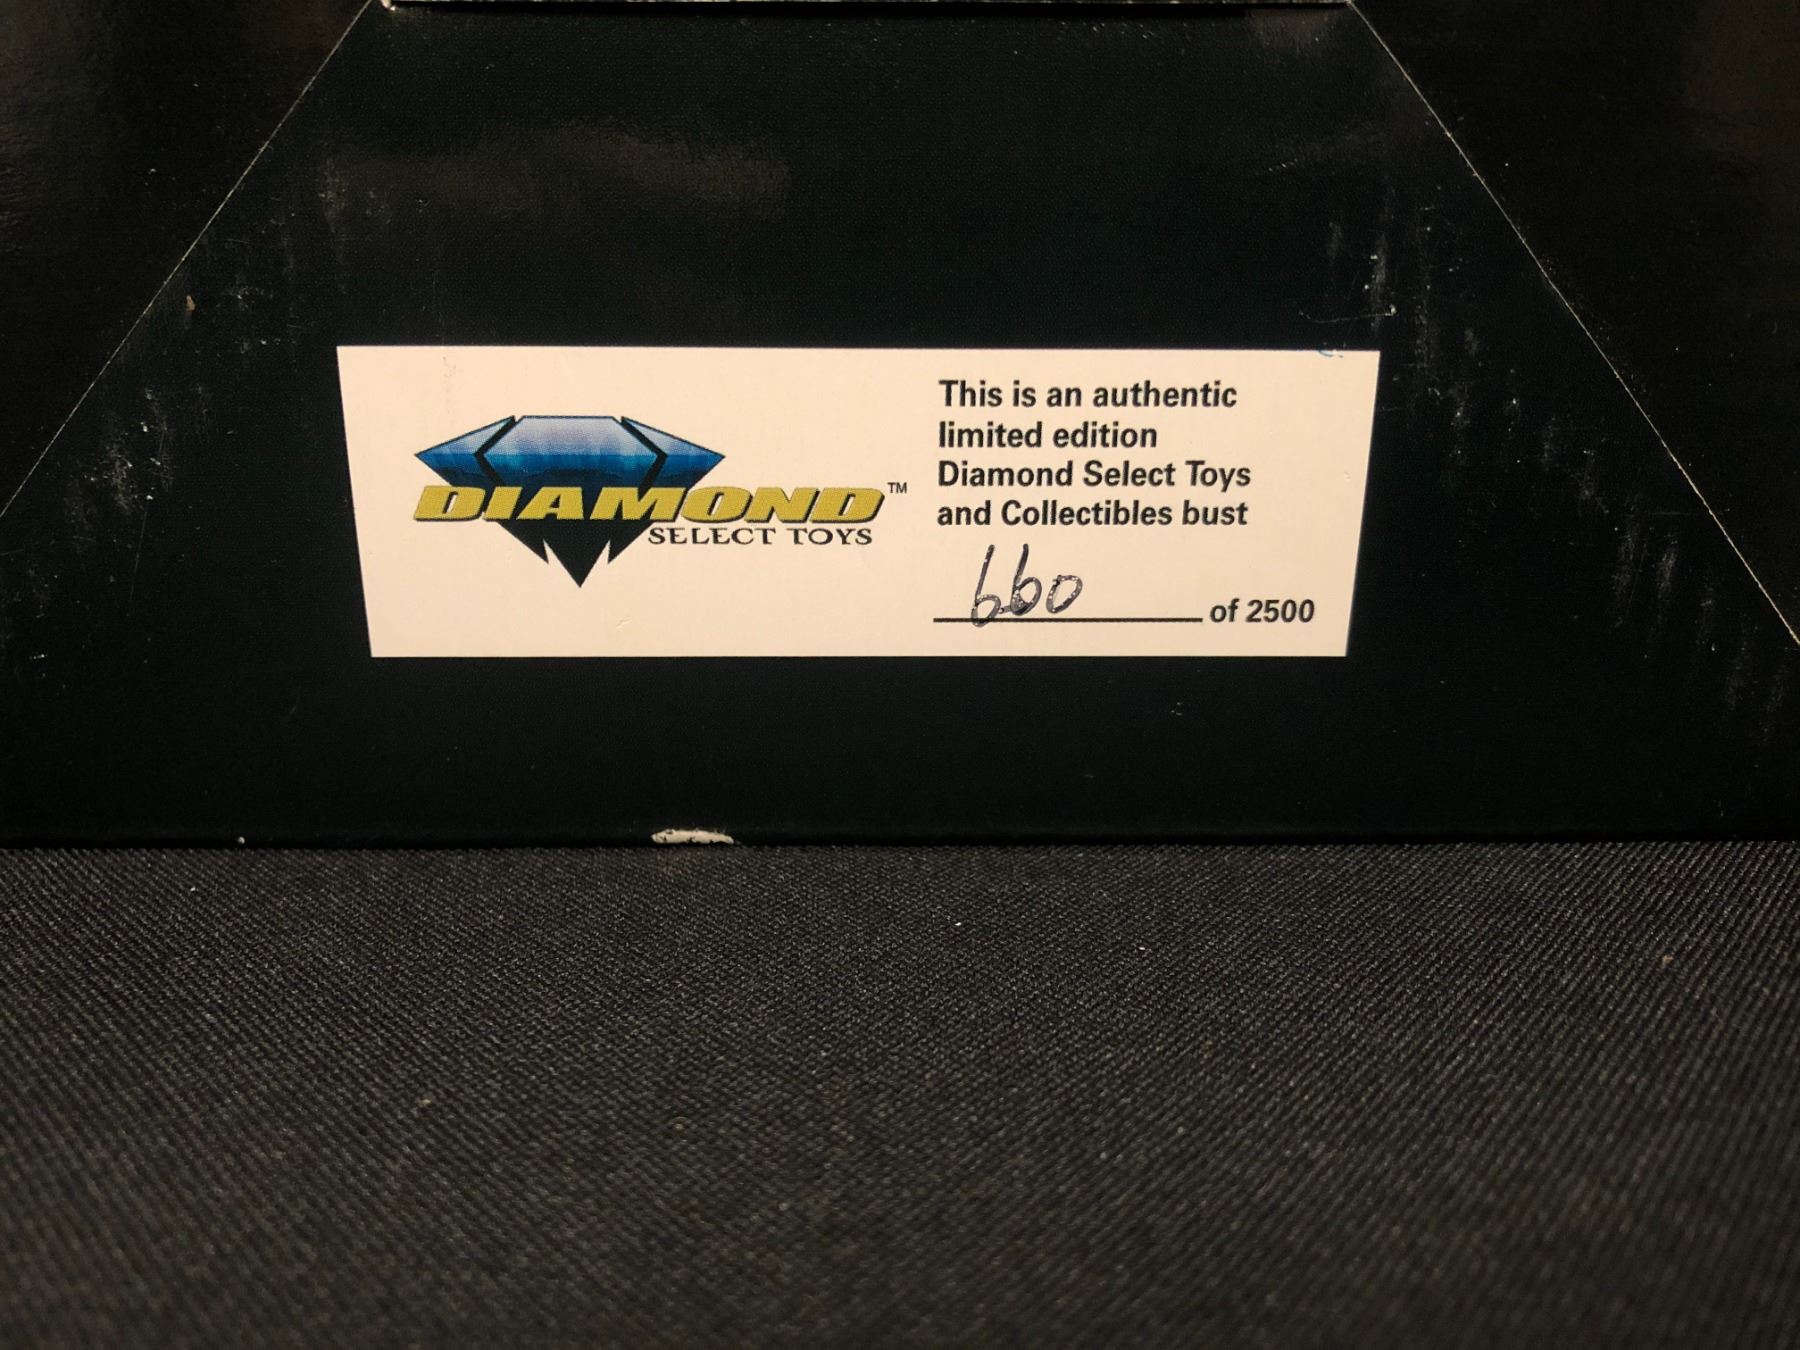 DIAMOND™
SELECT TOYS
This is an authentic
limited edition
Diamond Select Toys
and Collectibles bust
660 of 2500